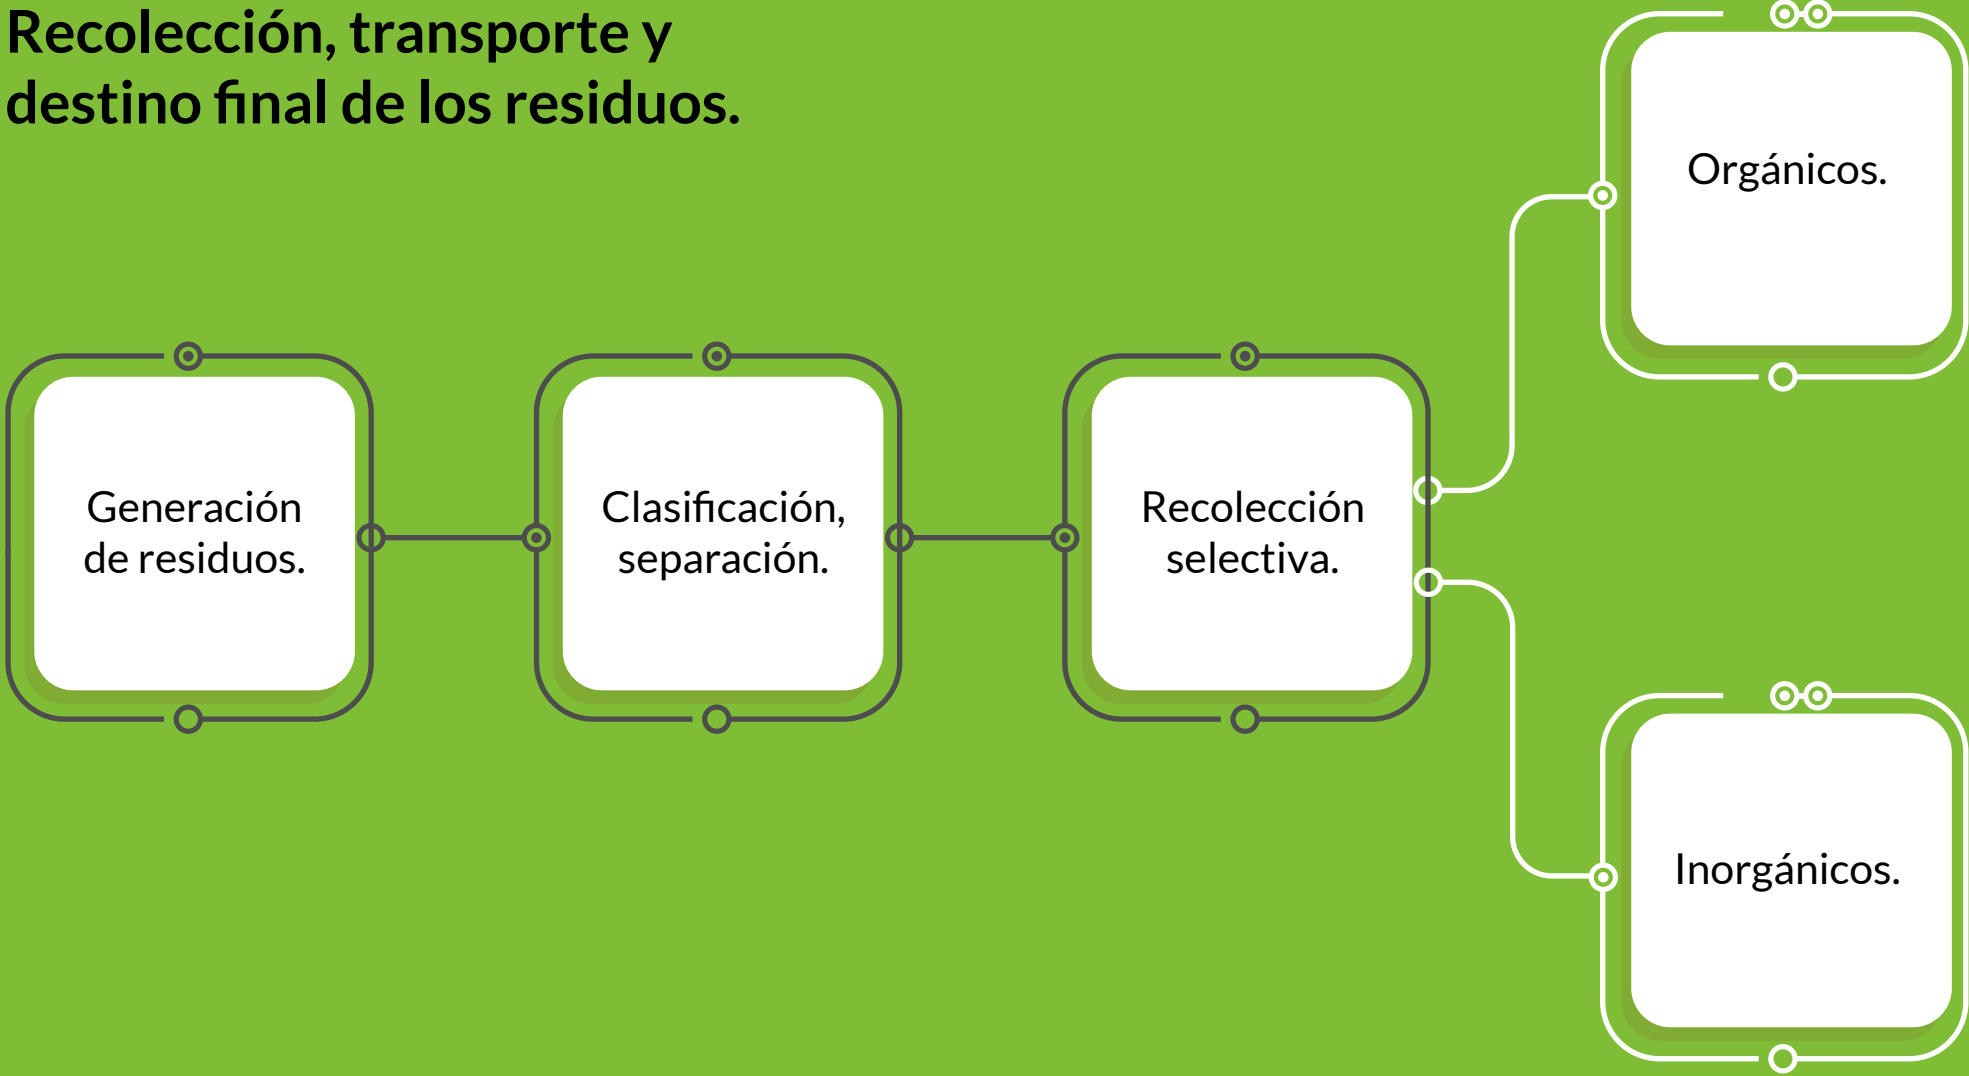 Recolección, transporte y
destino final de los residuos.
Generación
de residuos.
Clasificación,
separación.
Recolección
selectiva.
Orgánicos.
Inorgánicos.